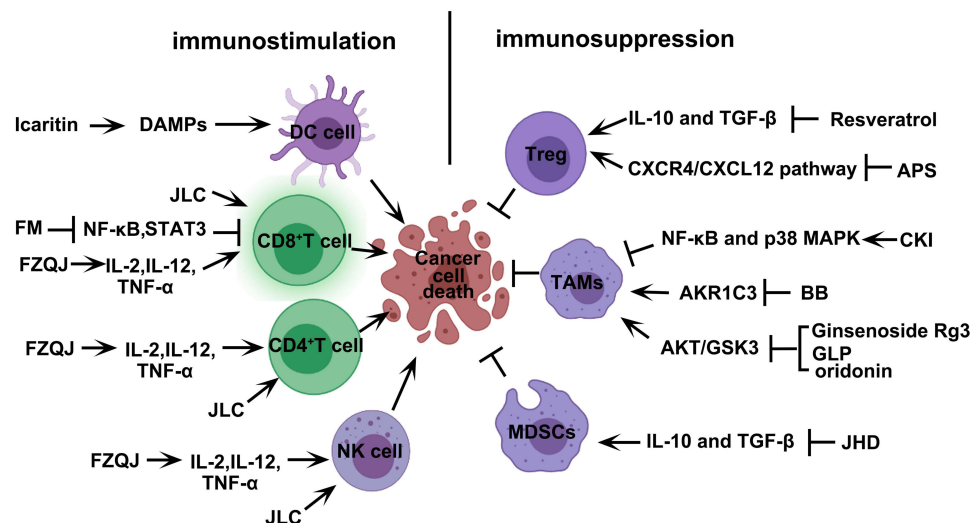 immunostimulation
immunosuppression
Icaritin
DAMPs
DC cell
JLC
FM
NF-κB,STAT3
CD8⁺T cell
FZQJ
IL-2,IL-12,
TNF-α
FZQJ
IL-2,IL-12,
TNF-α
CD4⁺T cell
JLC
FZQJ
IL-2,IL-12,
TNF-α
NK cell
JLC
Cancer
cell
death
Treg
IL-10 and TGF-β
Resveratrol
CXCR4/CXCL12 pathway
APS
TAMs
NF-κB and p38 MAPK
CKI
AKR1C3
BB
AKT/GSK3
Ginsenoside Rg3
GLP
oridonin
MDSCs
IL-10 and TGF-β
JHD